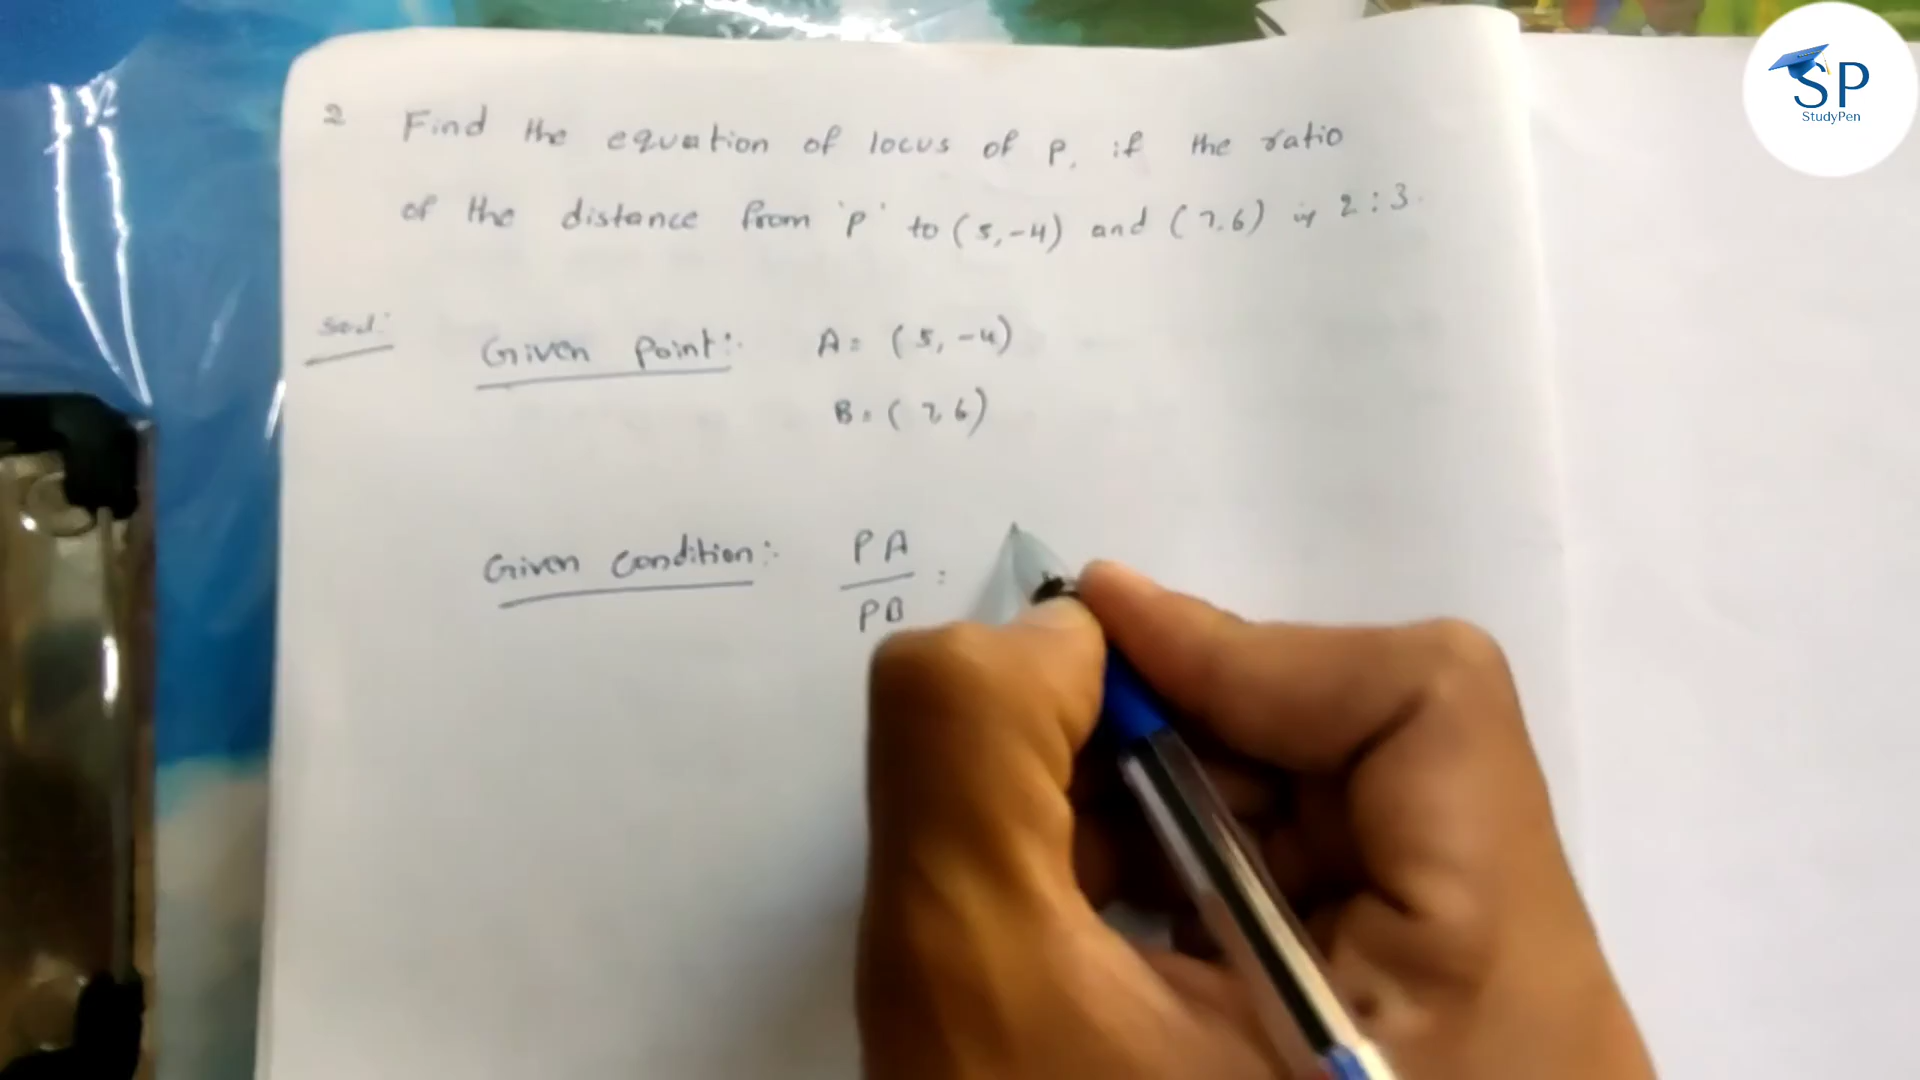 2 Find the equation of locus of P, if the ratio
of the distance from 'p' to (5,-4) and (7,6) is 2:3.
Sol:
Given Point:- A = (5, -4)
B = (7 6)
Given Condition:- PA
PB =
SP
StudyPen